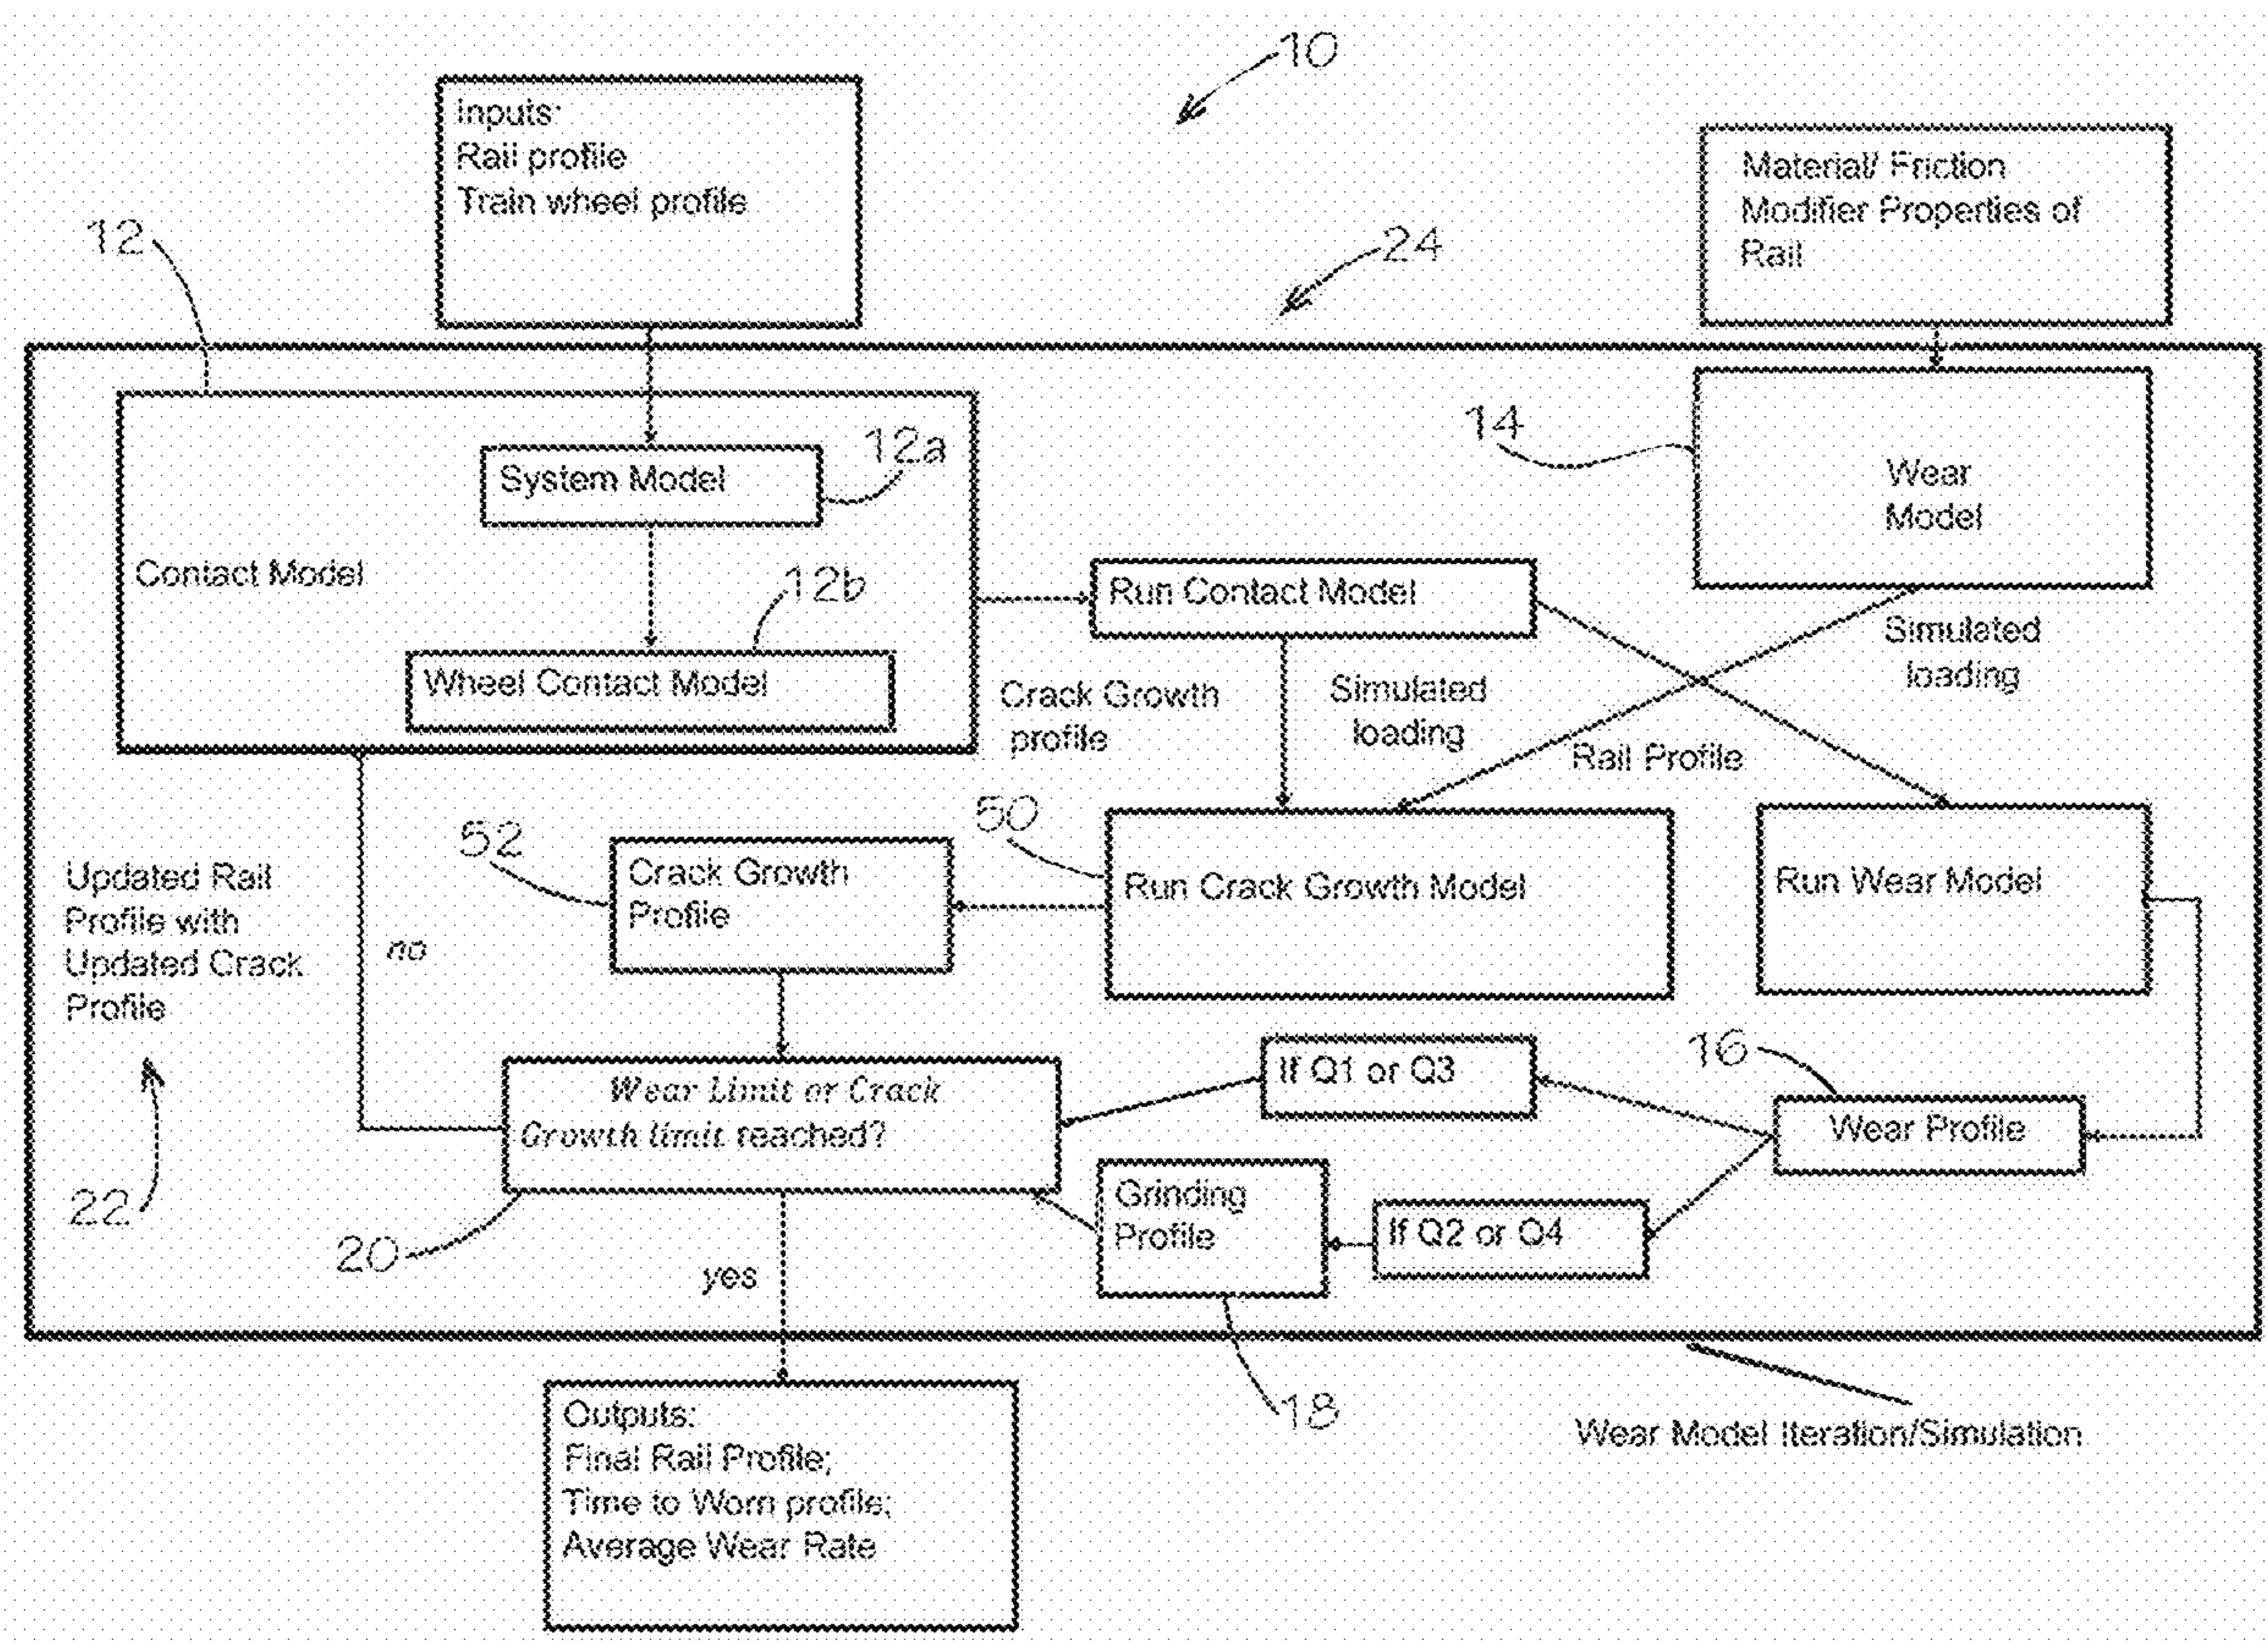 10
Inputs:
Rail profile
Train wheel profile
Material/ Friction
Modifier Properties of
Rail
12
24
System Model
12a
14
Wear
Model
Contact Model
12b
Run Contact Model
Wheel Contact Model
Crack Growth
profile
Simulated
loading
Simulated
loading
Rail Profile
52
50
Updated Rail
Profile with
Updated Crack
Profile
no
Crack Growth
Profile
Run Crack Growth Model
Run Wear Model
Wear Limit or Crack
Growth limit reached?
If Q1 or Q3
16
Wear Profile
22
20
yes
Grinding
Profile
If Q2 or Q4
18
Outputs:
Final Rail Profile;
Time to Worn profile;
Average Wear Rate
Wear Model Iteration/Simulation